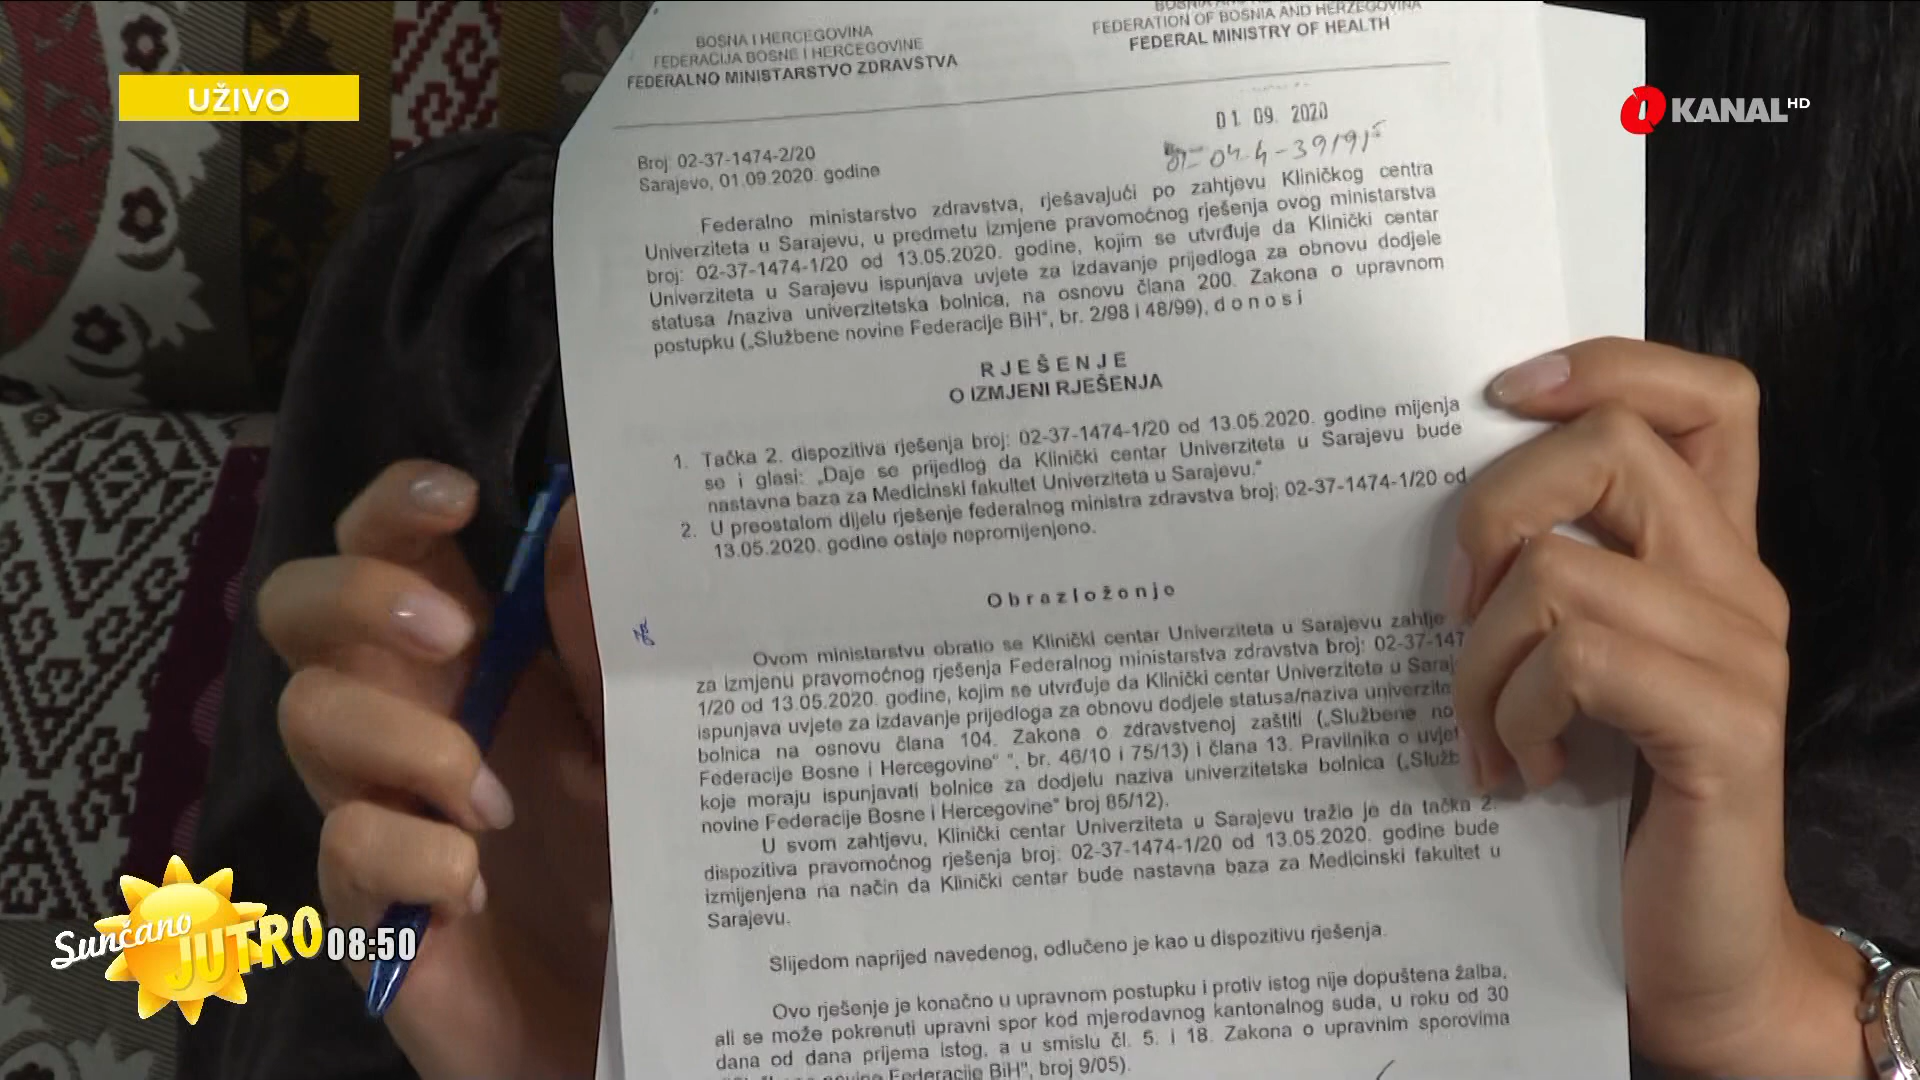 BOSNA I HERCEGOVINA
FEDERACIJA BOSNE I HERCEGOVINE
FEDERALNO MINISTARSTVO ZDRAVSTVA
BOSNIA AND HERZEGOVINA
FEDERATION OF BOSNIA AND HERZEGOVINA
FEDERAL MINISTRY OF HEALTH
UŽIVO
KANAL HD
01 09. 2020
Broj: 02-37-1474-2/20
Sarajevo, 01.09.2020. godine
Federalno ministarstvo zdravstva, rješavajući po zahtjevu Kliničkog centra
Univerziteta u Sarajevu, u predmetu izmjene pravomoćnog rješenja ovog ministarstva
broj: 02-37-1474-1/20 od 13.05.2020. godine, kojim se utvrđuje da Klinički centar
Univerziteta u Sarajevu ispunjava uvjete za izdavanje prijedloga za obnovu dodjele
statusa /naziva univerzitetska bolnica, na osnovu člana 200. Zakona o upravnom
postupku („Službene novine Federacije BiH", br. 2/98 i 48/99), d o n o s i
R J E Š E N J E
O IZMJENI RJEŠENJA
1. Tačka 2. dispozitiva rješenja broj: 02-37-1474-1/20 od 13.05.2020. godine mijenja
se i glasi: „Daje se prijedlog da Klinički centar Univerziteta u Sarajevu bude
nastavna baza za Medicinski fakultet Univerziteta u Sarajevu."
2. U preostalom dijelu rješenje federalnog ministra zdravstva broj: 02-37-1474-1/20 od
13.05.2020. godine ostaje nepromijenjeno.
O b r a z l o ž e n j e
Ovom ministarstvu obratio se Klinički centar Univerziteta u Sarajevu zahtje
za izmjenu pravomoćnog rješenja Federalnog ministarstva zdravstva broj: 02-37-147
1/20 od 13.05.2020. godine, kojim se utvrđuje da Klinički centar Univerziteta u Saraj
ispunjava uvjete za izdavanje prijedloga za obnovu dodjele statusa/naziva univerzite
bolnica na osnovu člana 104. Zakona o zdravstvenoj zaštiti („Službene no
Federacije Bosne i Hercegovine" ", br. 46/10 i 75/13) i člana 13. Pravilnika o uvjet
koje moraju ispunjavati bolnice za dodjelu naziva univerzitetska bolnica („Služb
novine Federacije Bosne i Hercegovine" broj 85/12).
U svom zahtjevu, Klinički centar Univerziteta u Sarajevu tražio je da tačka 2.
dispozitiva pravomoćnog rješenja broj: 02-37-1474-1/20 od 13.05.2020. godine bude
izmijenjena na način da Klinički centar bude nastavna baza za Medicinski fakultet u
Sarajevu.
Slijedom naprijed navedenog, odlučeno je kao u dispozitivu rješenja.
Ovo rješenje je konačno u upravnom postupku i protiv istog nije dopuštena žalba,
ali se može pokrenuti upravni spor kod mjerodavnog kantonalnog suda, u roku od 30
dana od dana prijema istog, a u smislu čl. 5. i 18. Zakona o upravnim sporovima
novine Federacije BiH", broj 9/05).
Sunčano
JUTRO 08:50